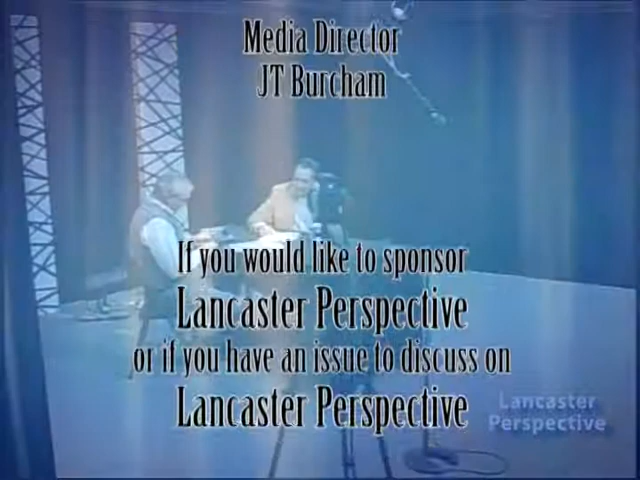 Media Director
JT Burcham
If you would like to sponsor
Lancaster Perspective
or if you have an issue to discuss on
Lancaster Perspective
Lancaster
Perspective